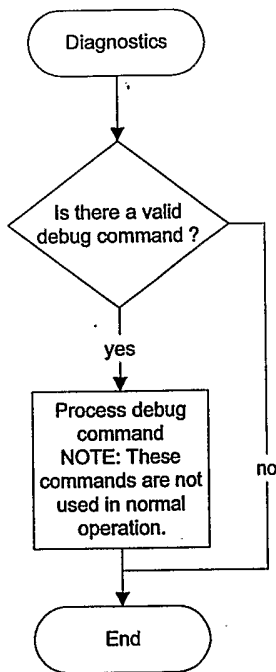 Diagnostics
Is there a valid
debug command ?
yes
Process debug
command
NOTE: These
commands are not
used in normal
operation.
no
End